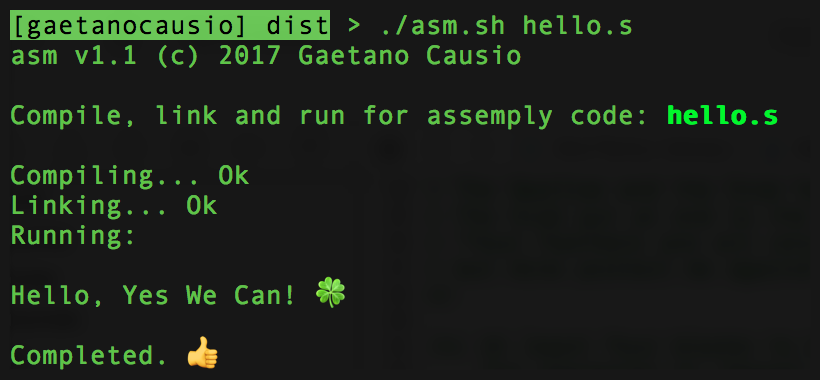 [gaetanocausio] dist > ./asm.sh hello.s
asm v1.1 (c) 2017 Gaetano Causio
Compile, link and run for assemply code: hello.s
Compiling... Ok
Linking... Ok
Running:
Hello, Yes We Can! 🍀
Completed. 👍